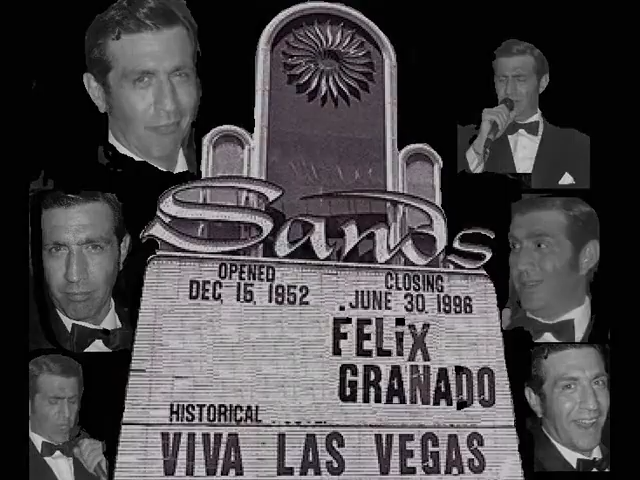 Sands
OPENED
DEC. 15, 1952
CLOSING
.JUNE 30, 1996
FELiX
GRANADO
HISTORICAL
VIVA LAS VEGAS